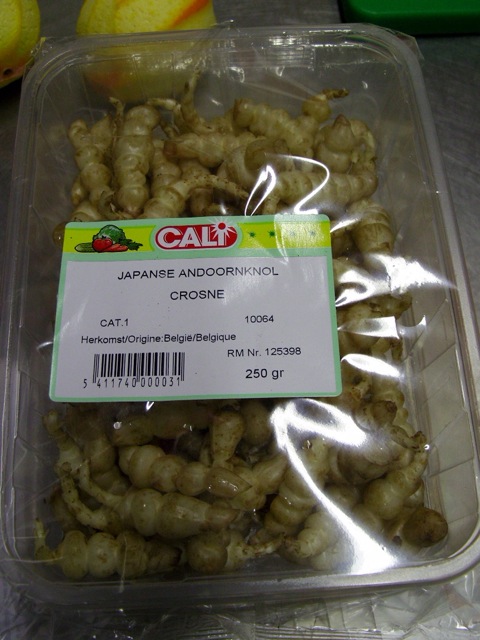 CALI
JAPANSE ANDOORNKNOL
CROSNE
CAT.1 10064
Herkomst/Origine:België/Belgique
RM Nr. 125398
5 411740 000031
250 gr